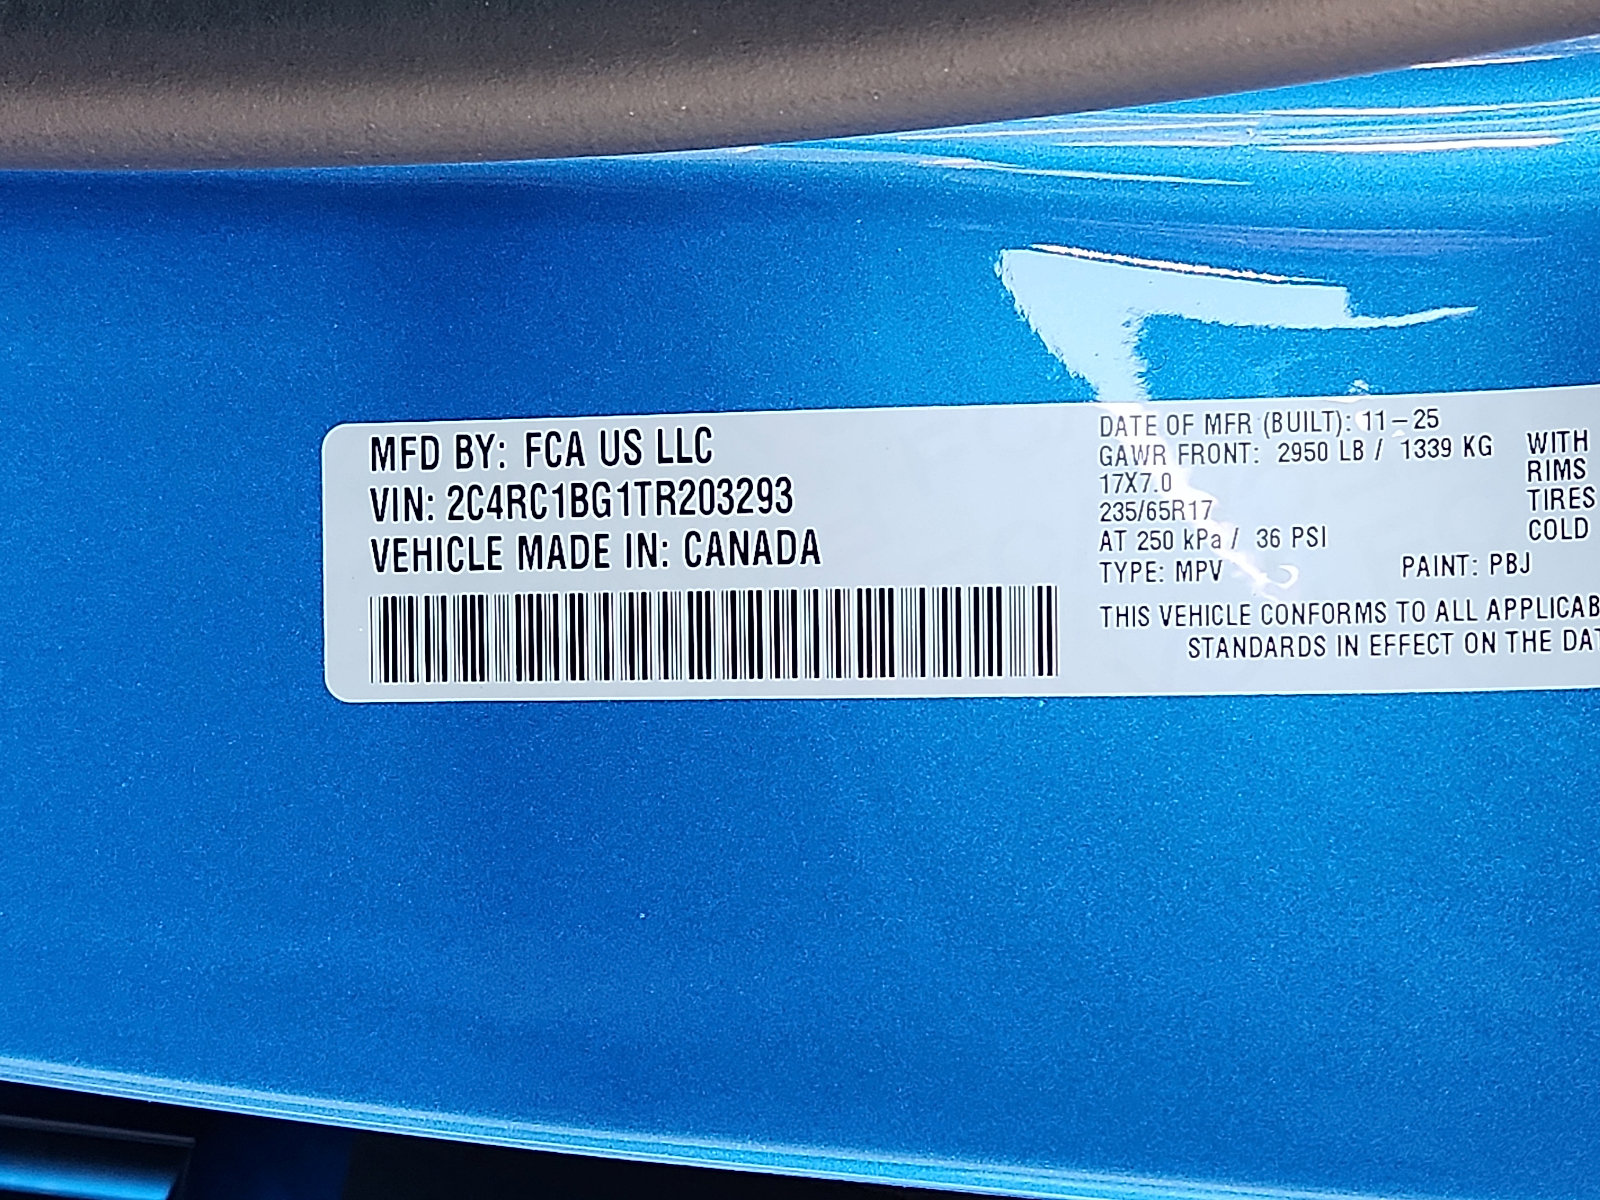 MFD BY: FCA US LLC
VIN: 2C4RC1BG1TR203293
VEHICLE MADE IN: CANADA
DATE OF MFR (BUILT): 11-25
GAWR FRONT: 2950 LB / 1339 KG WITH
17X7.0 RIMS
235/65R17 TIRES
AT 250 kPa / 36 PSI COLD
TYPE: MPV PAINT: PBJ
THIS VEHICLE CONFORMS TO ALL APPLICAB
STANDARDS IN EFFECT ON THE DAT